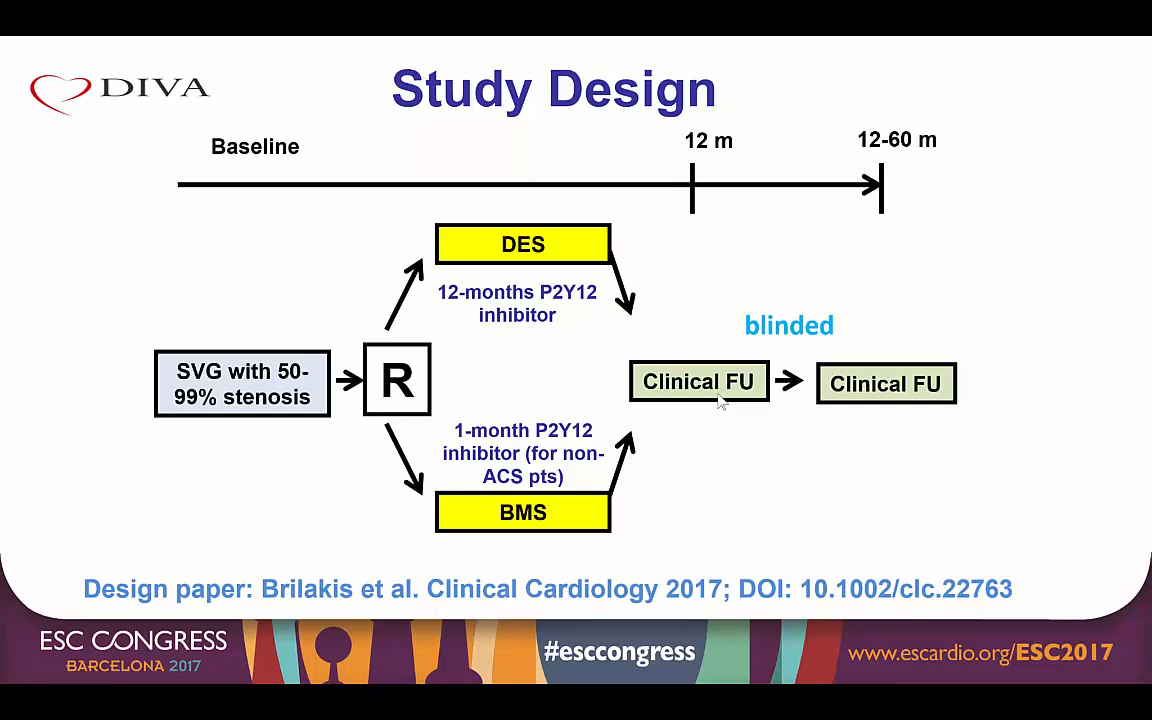 DIVA
Study Design
Baseline
12 m
12-60 m
DES
12-months P2Y12
inhibitor
blinded
SVG with 50-
99% stenosis
R
Clinical FU
Clinical FU
1-month P2Y12
inhibitor (for non-
ACS pts)
BMS
Design paper: Brilakis et al. Clinical Cardiology 2017; DOI: 10.1002/clc.22763
ESC CONGRESS
BARCELONA 2017
#esccongress
www.escardio.org/ESC2017